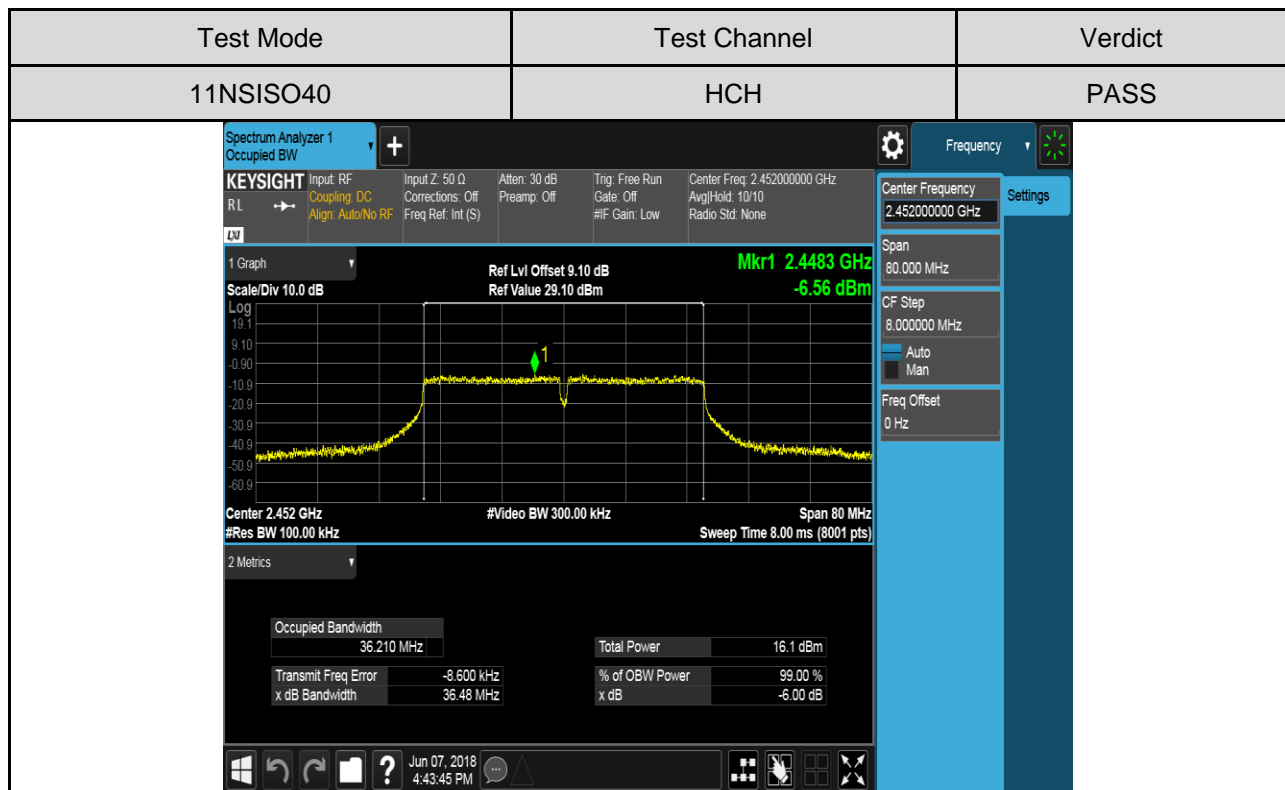 Test Mode Test Channel Verdict
11NSISO40 HCH PASS
Spectrum Analyzer 1
Occupied BW
+
Frequency
KEYSIGHT Input: RF Input Z: 50 Ω Atten: 30 dB Trig: Free Run Center Freq: 2.452000000 GHz
RL Coupling: DC Corrections: Off Preamp: Off Gate: Off Avg|Hold: 10/10
Align: Auto/No RF Freq Ref: Int (S) #IF Gain: Low Radio Std: None
LXI
Center Frequency
2.452000000 GHz
Settings
Span
80.000 MHz
CF Step
8.000000 MHz
Auto
Man
Freq Offset
0 Hz
1 Graph
Ref Lvl Offset 9.10 dB
Mkr1 2.4483 GHz
Scale/Div 10.0 dB Ref Value 29.10 dBm -6.56 dBm
Log
19.1
9.10
-0.90
-10.9
-20.9
-30.9
-40.9
-50.9
-60.9
1
Center 2.452 GHz #Video BW 300.00 kHz Span 80 MHz
#Res BW 100.00 kHz Sweep Time 8.00 ms (8001 pts)
2 Metrics
Occupied Bandwidth
36.210 MHz
Total Power 16.1 dBm
Transmit Freq Error -8.600 kHz % of OBW Power 99.00 %
x dB Bandwidth 36.48 MHz x dB -6.00 dB
?
Jun 07, 2018
4:43:45 PM